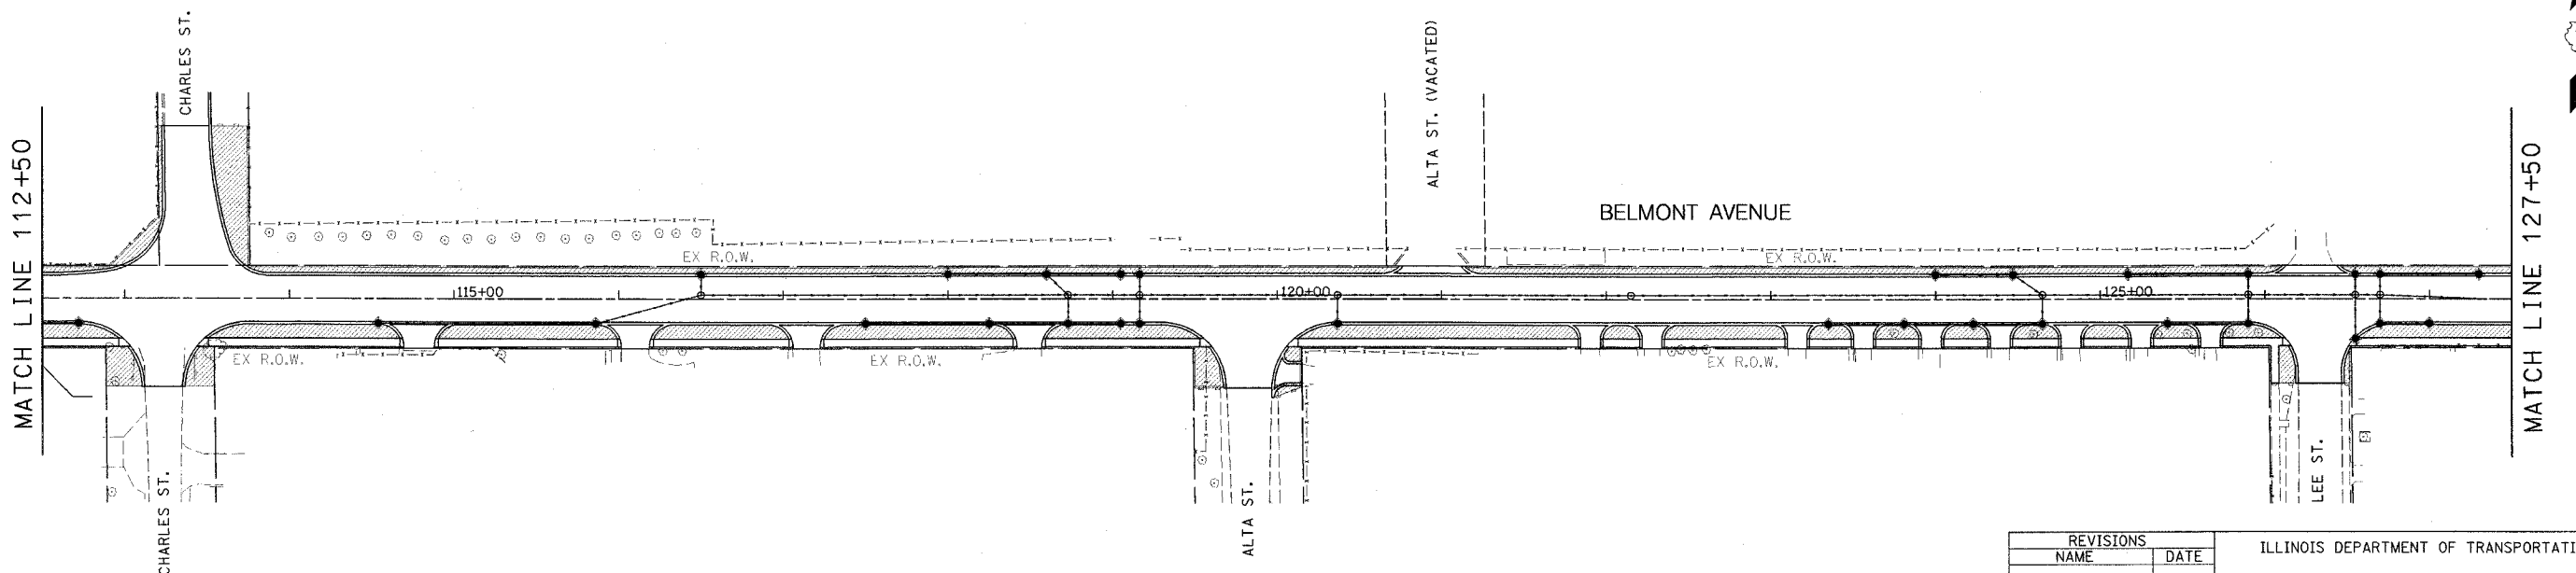 CHARLES ST.
ALTA ST. (VACATED)
MATCH LINE 112+50
MATCH LINE 127+50
BELMONT AVENUE
EX R.O.W.
EX R.O.W.
115+00
120+00
125+00
EX R.O.W.
EX R.O.W.
EX R.O.W.
CHARLES ST.
ALTA ST.
LEE ST.
REVISIONS
NAME DATE
ILLINOIS DEPARTMENT OF TRANSPORTATI